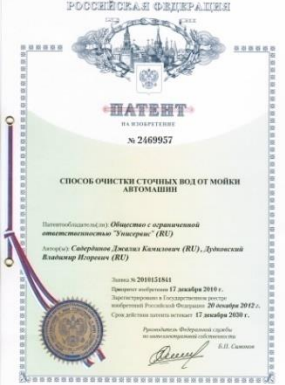 РОССИЙСКАЯ ФЕДЕРАЦИЯ
ПАТЕНТ
НА ИЗОБРЕТЕНИЕ
№ 2469957
СПОСОБ ОЧИСТКИ СТОЧНЫХ ВОД ОТ МОЙКИ
АВТОМАШИН
Патентообладатель(ли): Общество с ограниченной
ответственностью "Унисервис" (RU)
Автор(ы): Садерданов Джалил Камилович (RU), Дудковский
Владимир Игоревич (RU)
Заявка № 2010151841
Приоритет изобретения 17 декабря 2010 г.
Зарегистрировано в Государственном реестре
изобретений Российской Федерации 20 декабря 2012 г.
Срок действия патента истекает 17 декабря 2030 г.
Руководитель Федеральной службы
по интеллектуальной собственности
Б.П. Симонов